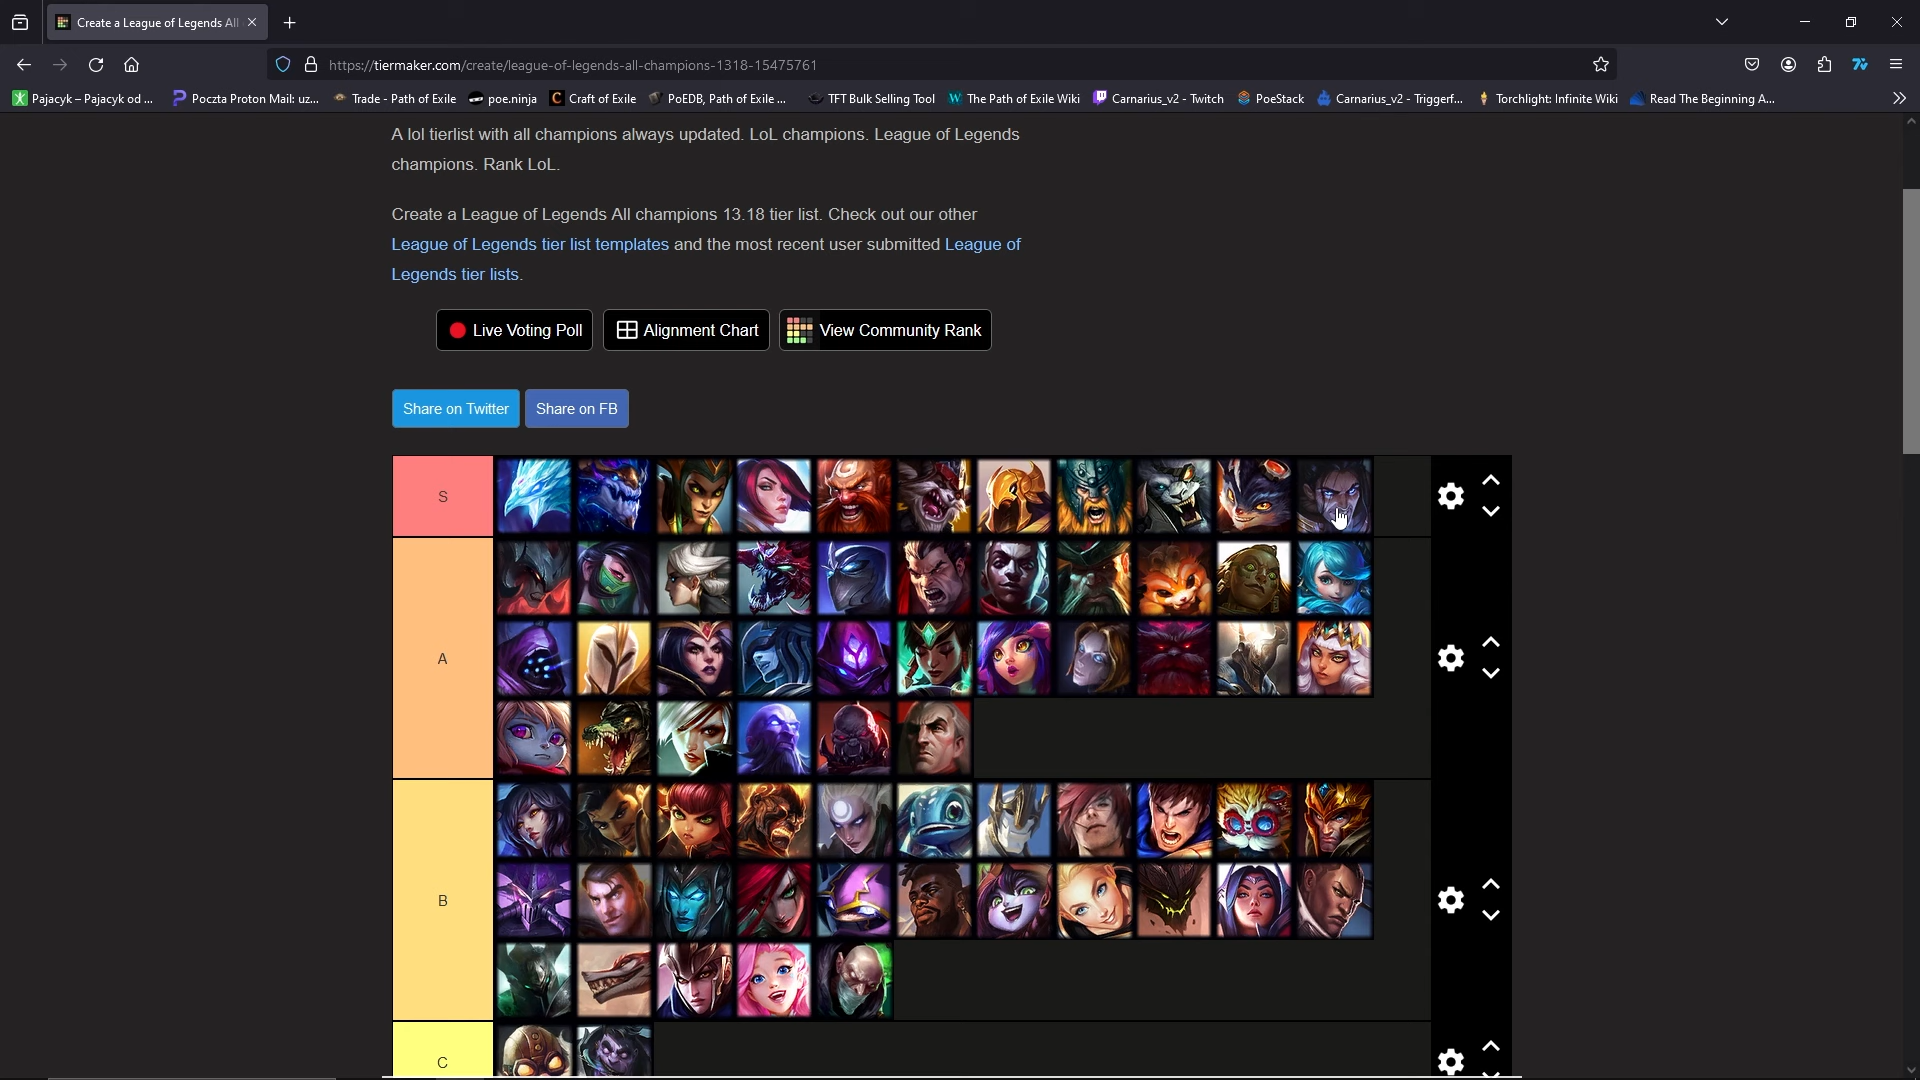 Create a League of Legends All
https://tiermaker.com/create/league-of-legends-all-champions-1318-15475761
Pajacyk – Pajacyk od ...
Poczta Proton Mail: uz...
Trade - Path of Exile
poe.ninja
Craft of Exile
PoEDB, Path of Exile ...
TFT Bulk Selling Tool
The Path of Exile Wiki
Carnarius_v2 - Twitch
PoeStack
Carnarius_v2 - Triggerf...
Torchlight: Infinite Wiki
Read The Beginning A...
A lol tierlist with all champions always updated. LoL champions. League of Legends
champions. Rank LoL.
Create a League of Legends All champions 13.18 tier list. Check out our other
League of Legends tier list templates and the most recent user submitted League of
Legends tier lists.
Live Voting Poll
Alignment Chart
View Community Rank
Share on Twitter
Share on FB
S
A
B
C